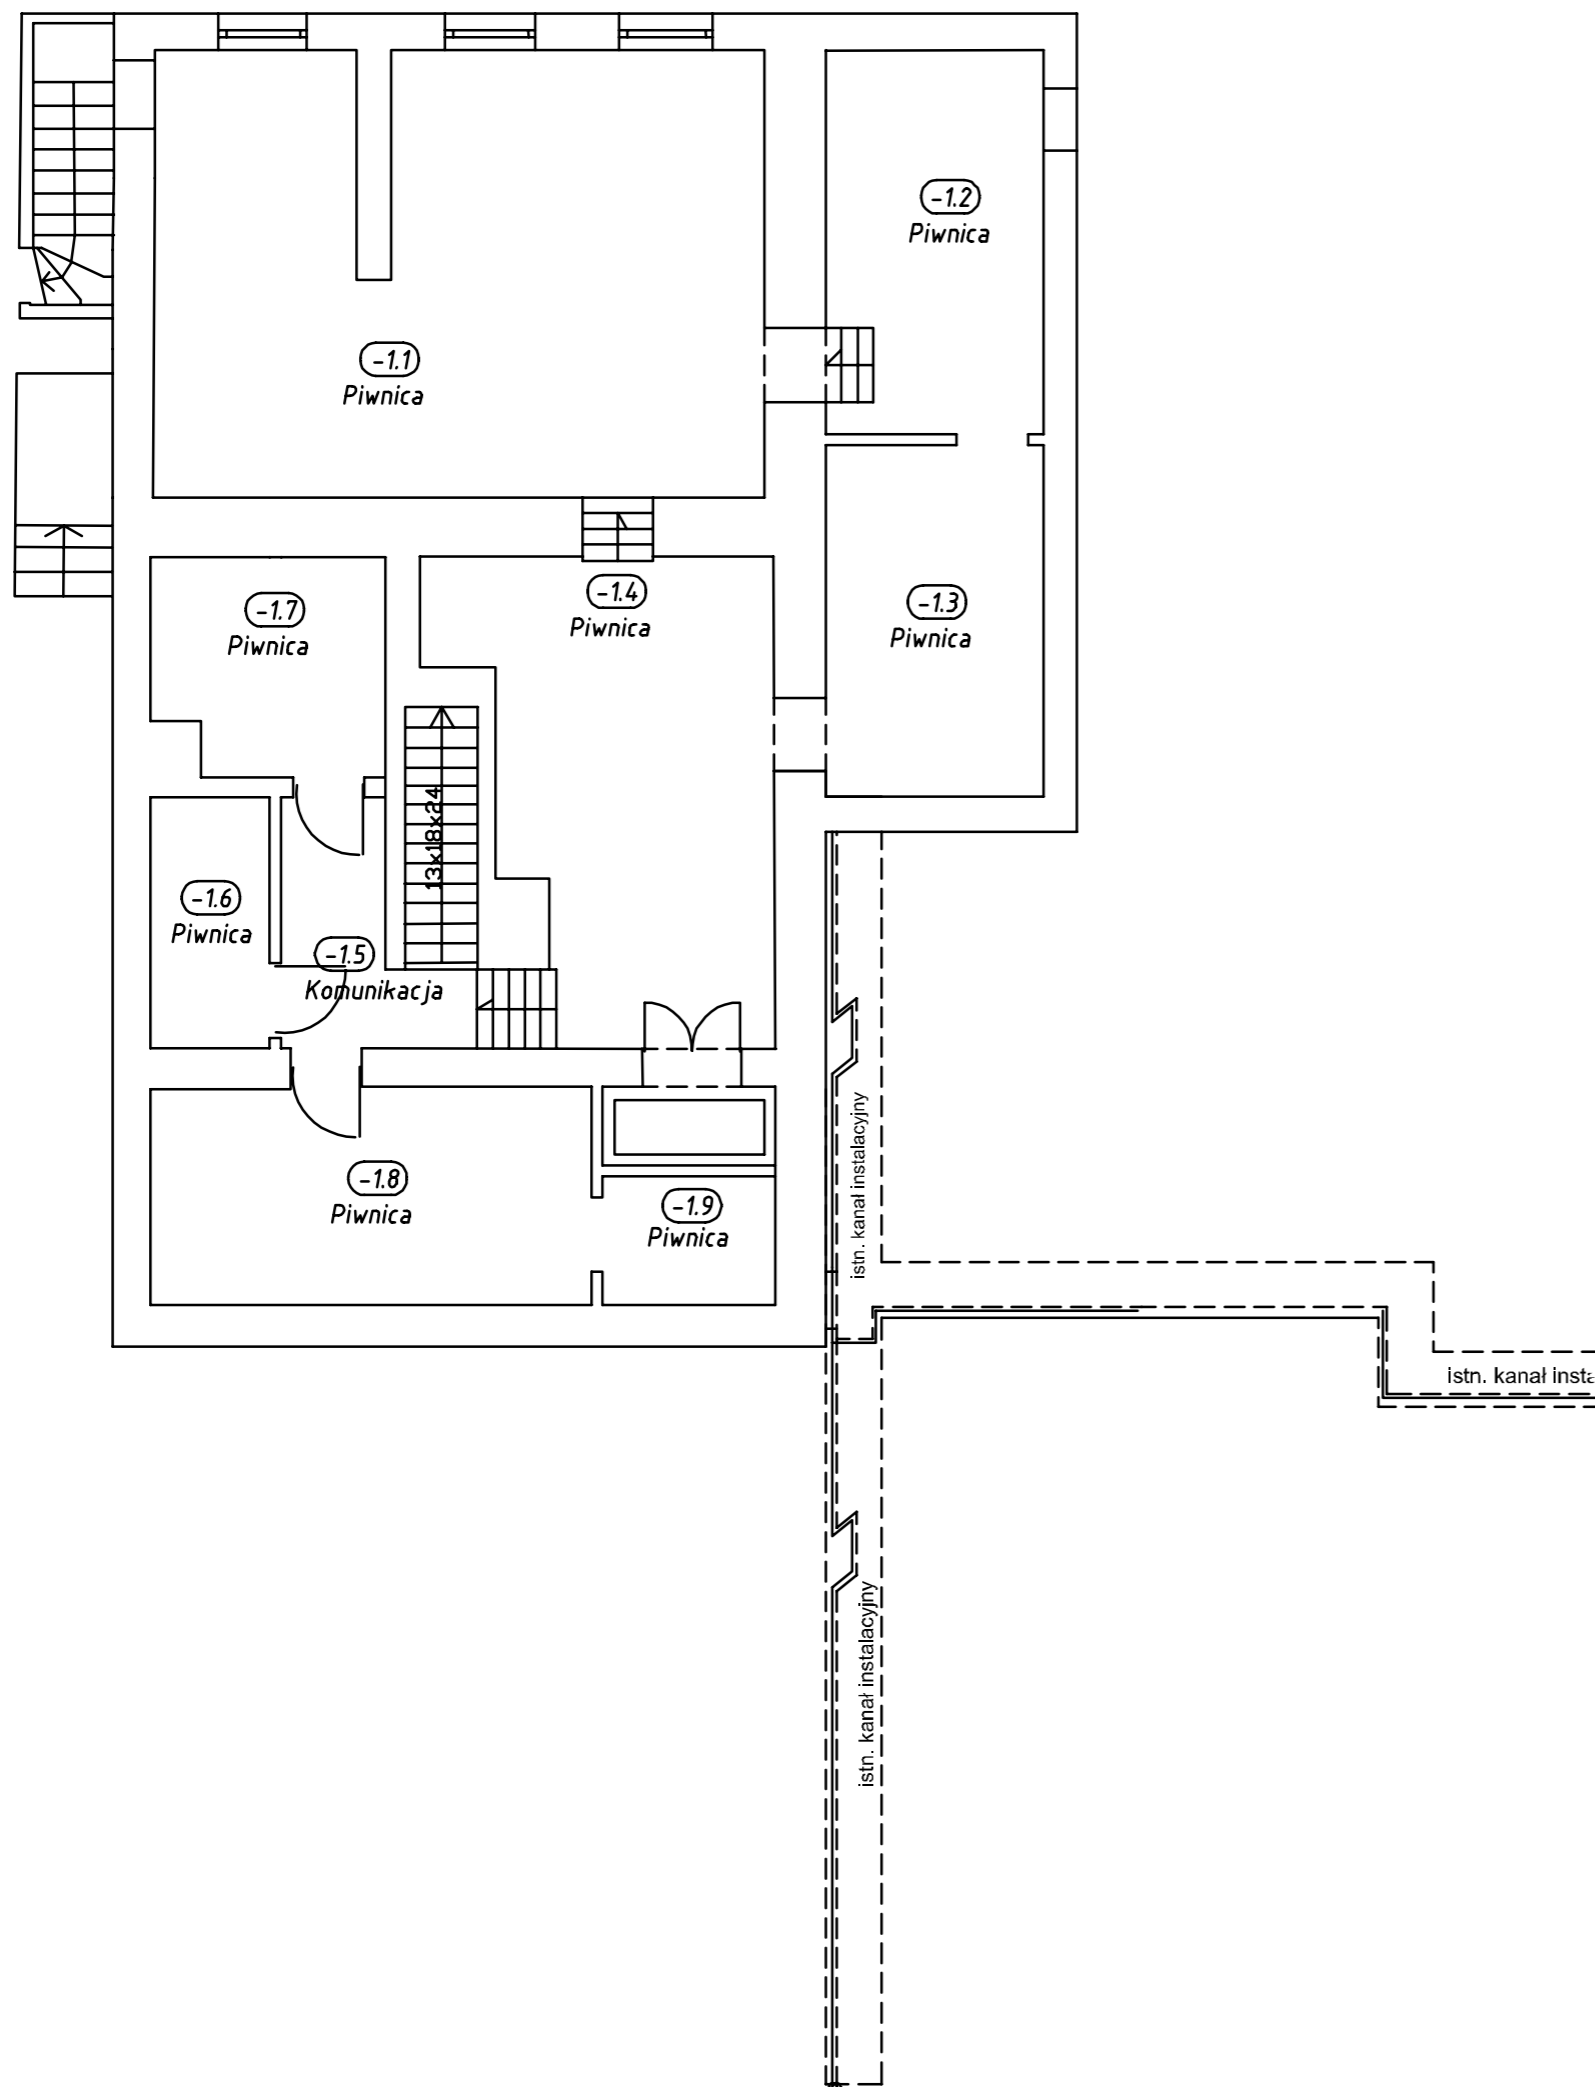 -1.2
Piwnica
-1.1
Piwnica
-1.7
Piwnica
-1.4
Piwnica
-1.3
Piwnica
13x18x24
-1.6
Piwnica
-1.5
Komunikacja
-1.8
Piwnica
-1.9
Piwnica
istn. kanał instalacyjny
istn. kanał insta
istn. kanał instalacyjny